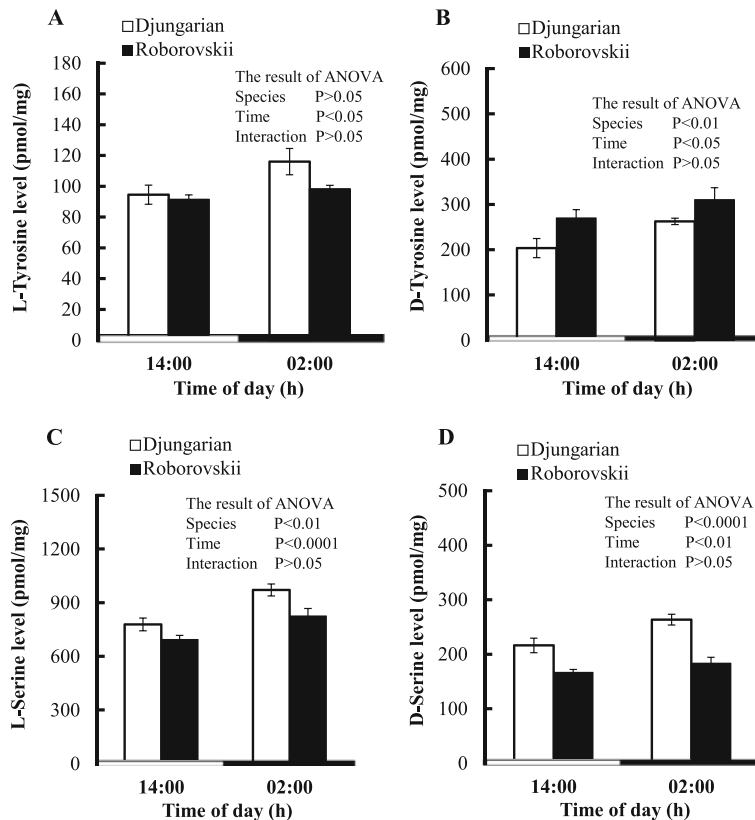 A
Djungarian
Roborovskii
L-Tyrosine level (pmol/mg)
180
160
140
120
100
80
60
40
20
0
The result of ANOVA
Species P>0.05
Time P<0.05
Interaction P>0.05
14:00 02:00
Time of day (h)
B
Djungarian
Roborovskii
D-Tyrosine level (pmol/mg)
600
500
400
300
200
100
0
The result of ANOVA
Species P<0.01
Time P<0.05
Interaction P>0.05
14:00 02:00
Time of day (h)
C
Djungarian
Roborovskii
L-Serine level (pmol/mg)
1500
1200
900
600
300
0
The result of ANOVA
Species P<0.01
Time P<0.0001
Interaction P>0.05
14:00 02:00
Time of day (h)
D
Djungarian
Roborovskii
D-Serine level (pmol/mg)
500
400
300
200
100
0
The result of ANOVA
Species P<0.0001
Time P<0.01
Interaction P>0.05
14:00 02:00
Time of day (h)